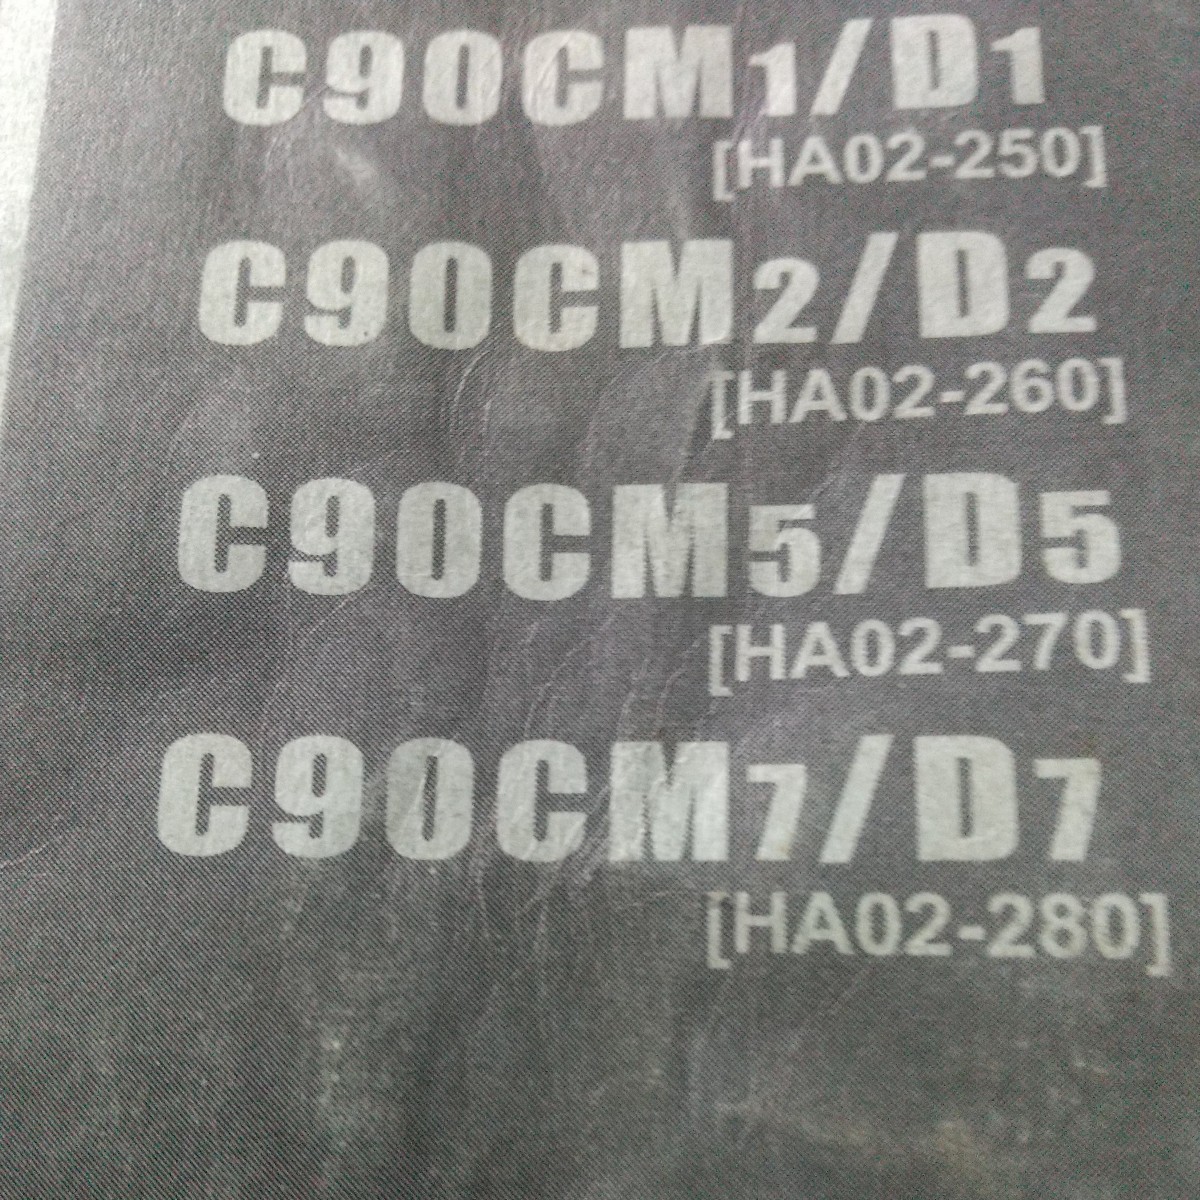 C90CM1/D1
[HA02-250]
C90CM2/D2
[HA02-260]
C90CM5/D5
[HA02-270]
C90CM7/D7
[HA02-280]